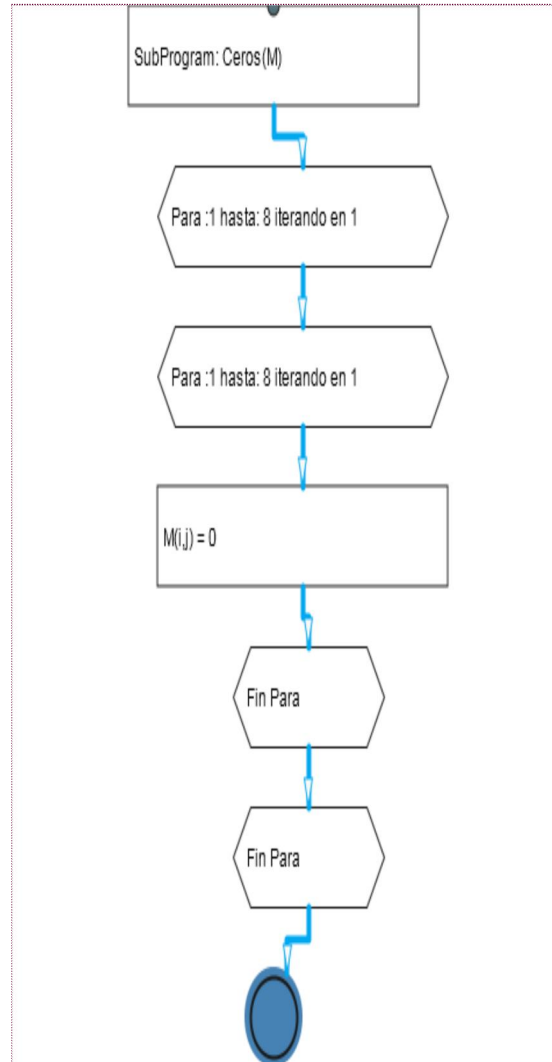 SubProgram: Ceros(M)
Para :1 hasta: 8 iterando en 1
Para :1 hasta: 8 iterando en 1
M(i,j) = 0
Fin Para
Fin Para